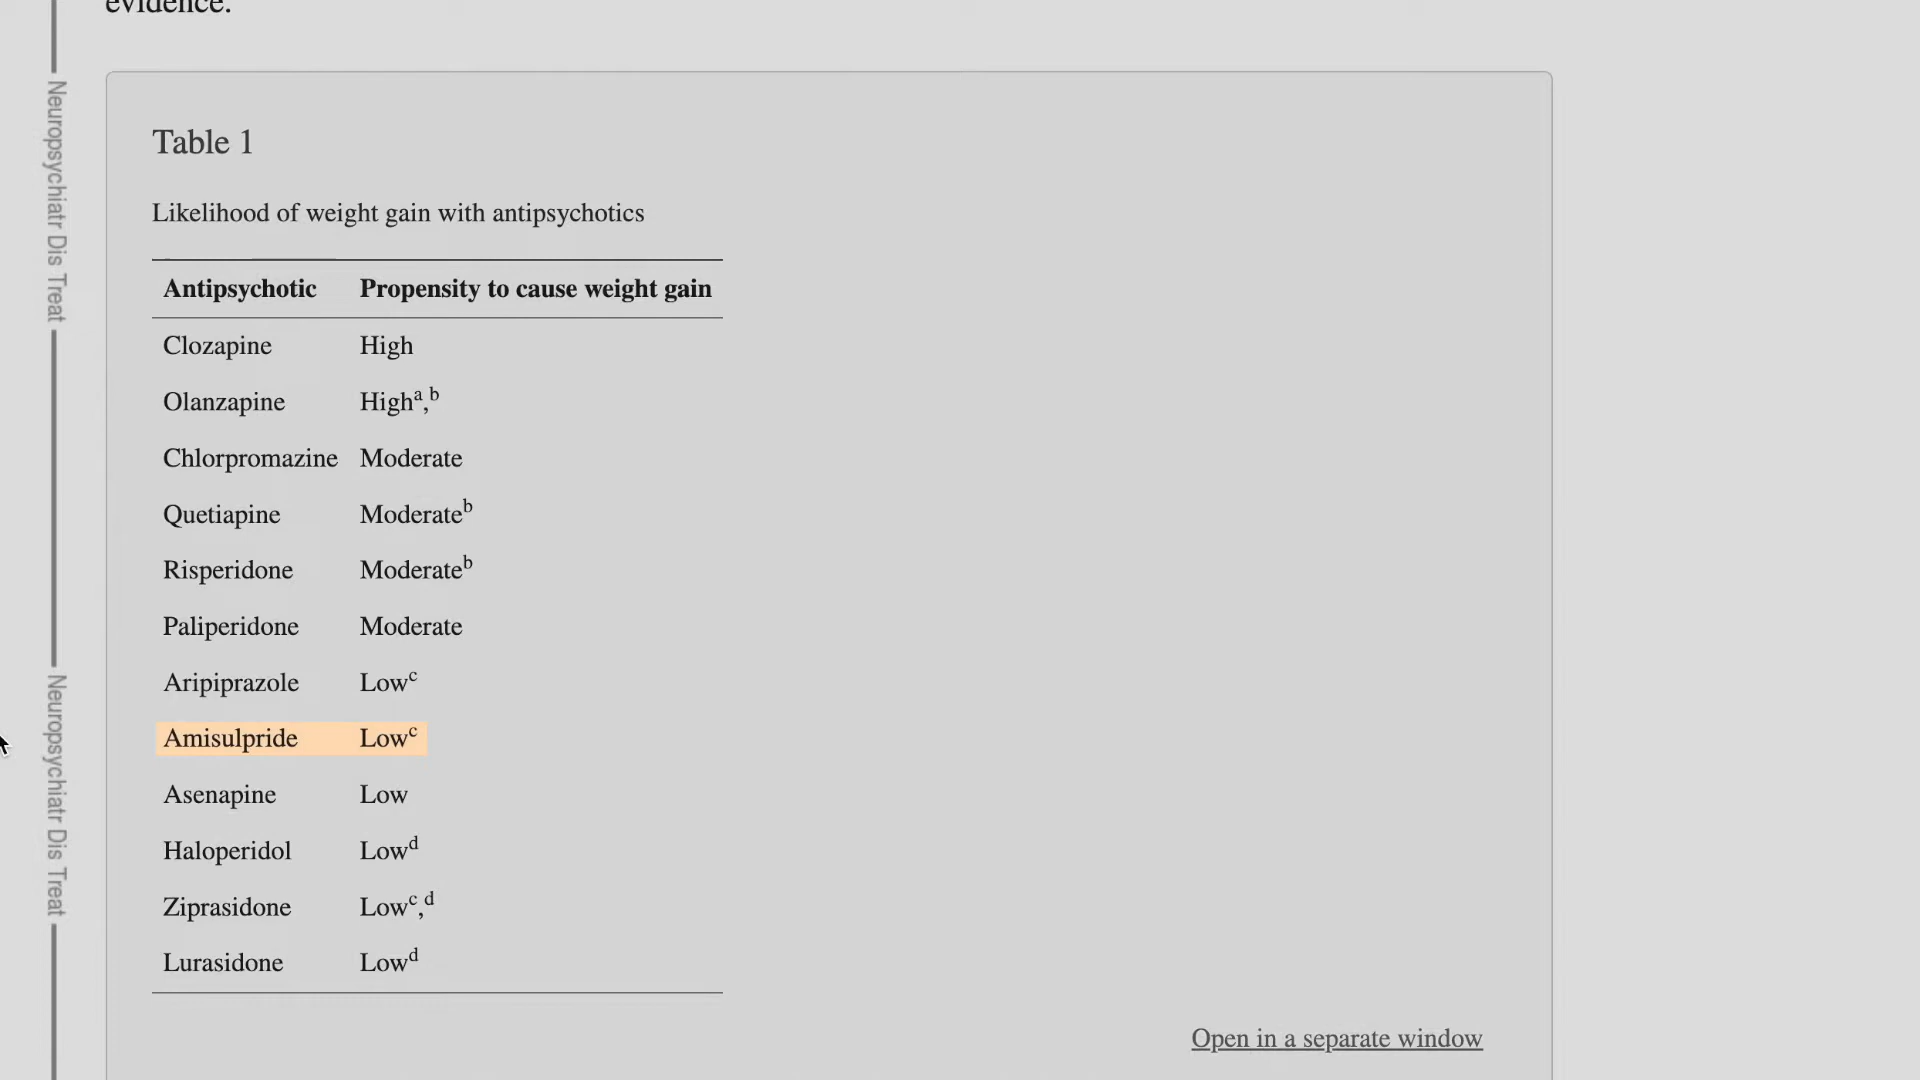 evidence.
Neuropsychiatr Dis Treat
Neuropsychiatr Dis Treat
Table 1
Likelihood of weight gain with antipsychotics
Antipsychotic Propensity to cause weight gain
Clozapine High
Olanzapine Highᵃ,ᵇ
Chlorpromazine Moderate
Quetiapine Moderateᵇ
Risperidone Moderateᵇ
Paliperidone Moderate
Aripiprazole Lowᶜ
Amisulpride Lowᶜ
Asenapine Low
Haloperidol Lowᵈ
Ziprasidone Lowᶜ,ᵈ
Lurasidone Lowᵈ
Open in a separate window